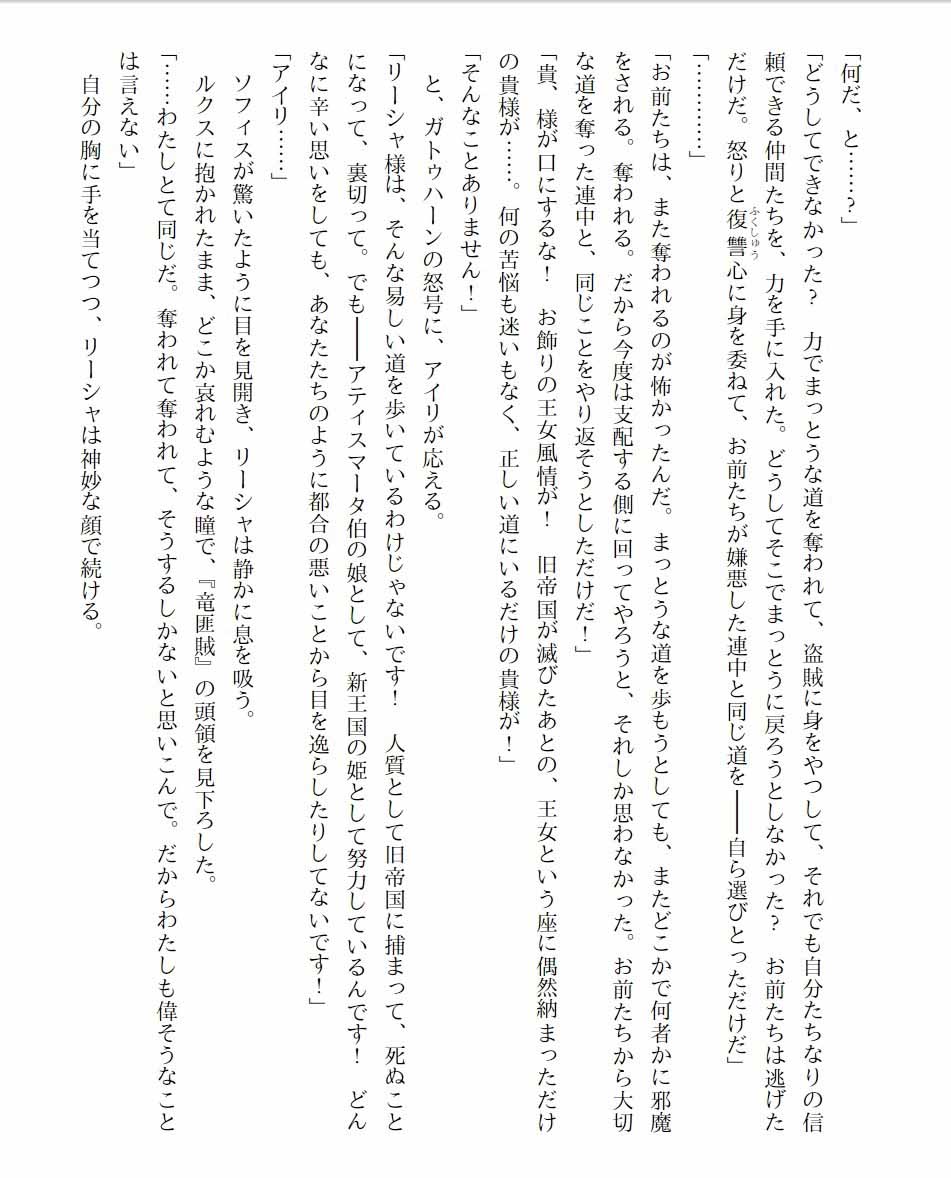 「何だ、と……?」
「どうしてできなかった? 力でまっとうな道を奪われて、盗賊に身をやつして、それでも自分たちなりの信
頼できる仲間たちを、力を手に入れた。どうしてそこでまっとうに戻ろうとしなかった? お前たちは逃げた
だけだ。怒りと復讐心に身を委ねて、お前たちが嫌悪した連中と同じ道を――自ら選びとっただけだ」
「…………」
「お前たちは、また奪われるのが怖かったんだ。まっとうな道を歩もうとしても、またどこかで何者かに邪魔
をされる。奪われる。だから今度は支配する側に回ってやろうと、それしか思わなかった。お前たちから大切
な道を奪った連中と、同じことをやり返そうとしただけだ!」
「貴、様が口にするな! お飾りの王女風情が! 旧帝国が滅びたあとの、王女という座に偶然納まっただけ
の貴様が……。何の苦悩も迷いもなく、正しい道にいるだけの貴様が!」
「そんなことありません!」
と、ガトゥハーンの怒号に、アイリが応える。
「リーシャ様は、そんな易しい道を歩いているわけじゃないです! 人質として旧帝国に捕まって、死ぬこと
になって、裏切って。でも――アティスマータ伯の娘として、新王国の姫として努力しているんです! どん
なに辛い思いをしても、あなたたちのように都合の悪いことから目を逸らしたりしてないです!」
「アイリ……」
ソフィスが驚いたように目を見開き、リーシャは静かに息を吸う。
ルクスに抱かれたまま、どこか哀れむような瞳で、『竜匪賊』の頭領を見下ろした。
「……わたしとて同じだ。奪われて奪われて、そうするしかないと思いこんで。だからわたしも偉そうなこと
は言えない」
自分の胸に手を当てつつ、リーシャは神妙な顔で続ける。